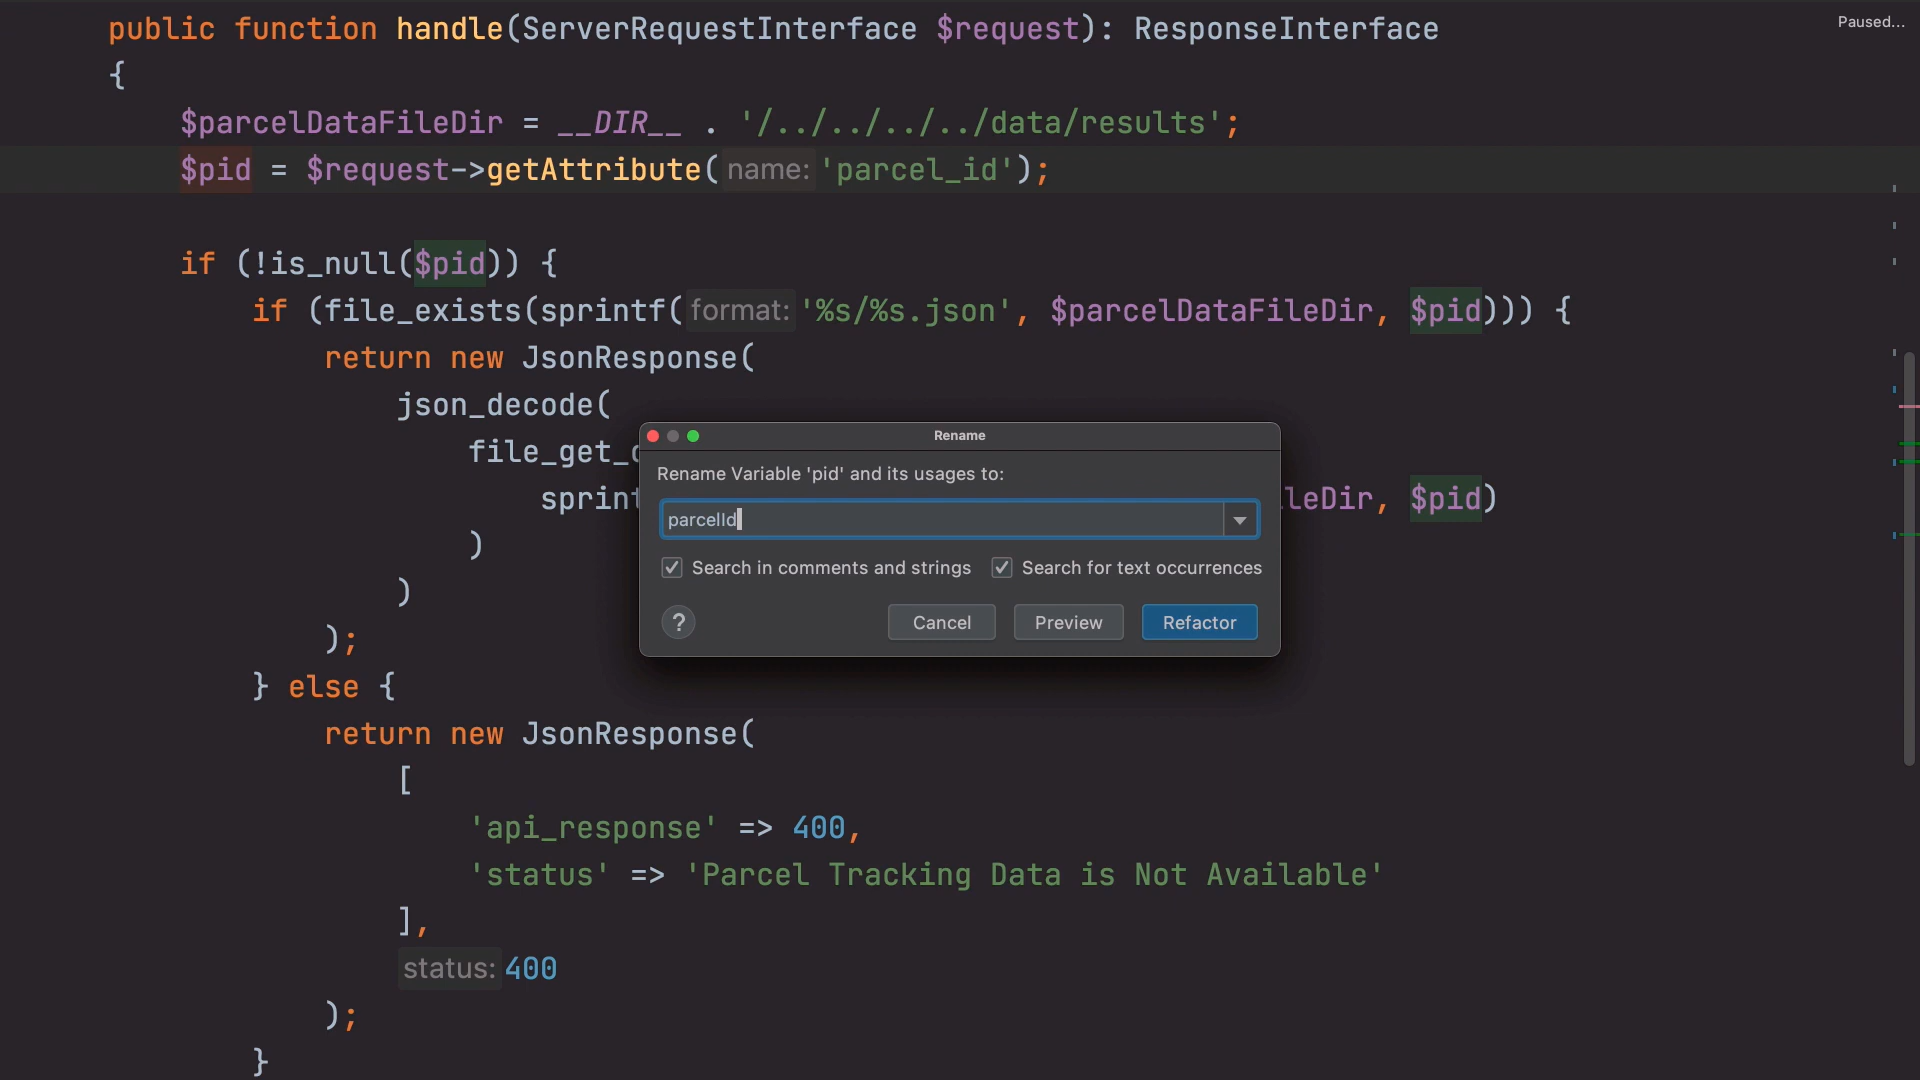 public function handle(ServerRequestInterface $request): ResponseInterface
Paused...
{
$parcelDataFileDir = __DIR__ . '/../../../../data/results';
$pid = $request->getAttribute( name: 'parcel_id');
if (!is_null($pid)) {
if (file_exists(sprintf( format: '%s/%s.json', $parcelDataFileDir, $pid))) {
return new JsonResponse(
json_decode(
file_get_
sprint leDir, $pid)
)
)
);
} else {
return new JsonResponse(
[
'api_response' => 400,
'status' => 'Parcel Tracking Data is Not Available'
],
status: 400
);
}
Rename
Rename Variable 'pid' and its usages to:
parcelId
Search in comments and strings Search for text occurrences
? Cancel Preview Refactor